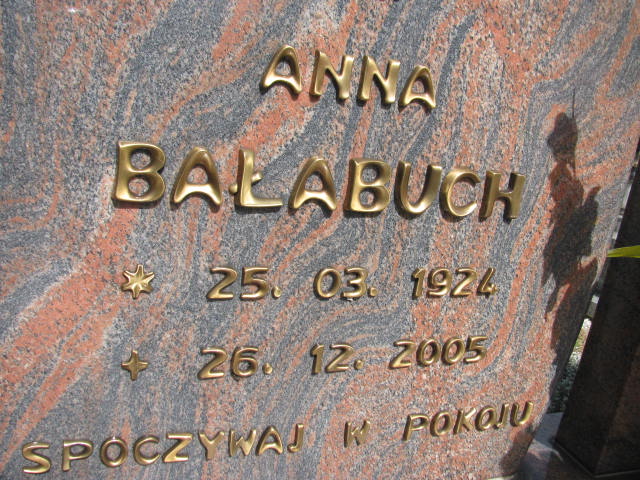 ANNA
BAŁABUCH
* 25. 03. 1924
+ 26. 12. 2005
SPOCZYWAJ W POKOJU